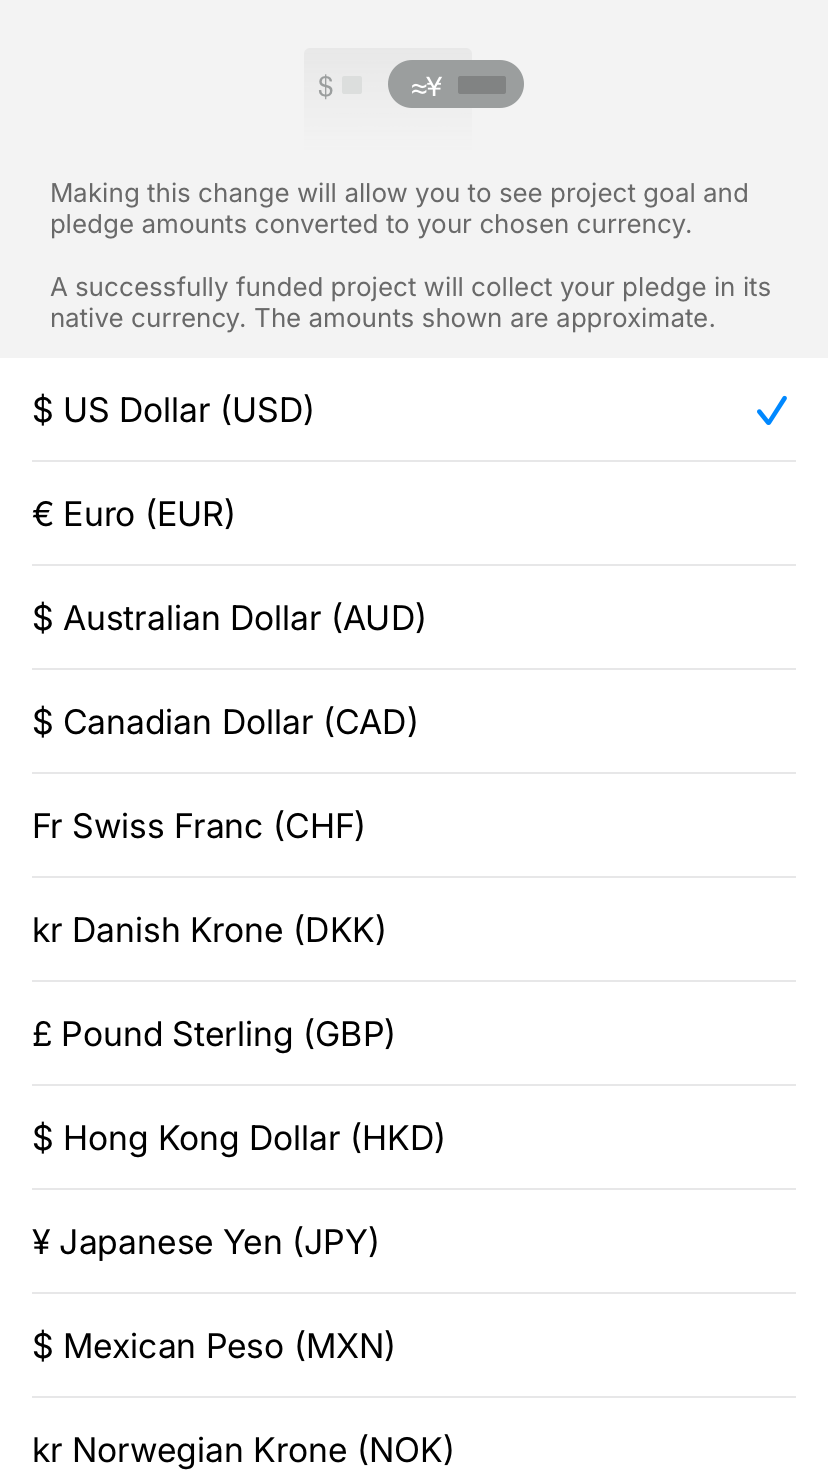 $ ≈¥
Making this change will allow you to see project goal and
pledge amounts converted to your chosen currency.
A successfully funded project will collect your pledge in its
native currency. The amounts shown are approximate.
$ US Dollar (USD)
€ Euro (EUR)
$ Australian Dollar (AUD)
$ Canadian Dollar (CAD)
Fr Swiss Franc (CHF)
kr Danish Krone (DKK)
£ Pound Sterling (GBP)
$ Hong Kong Dollar (HKD)
¥ Japanese Yen (JPY)
$ Mexican Peso (MXN)
kr Norwegian Krone (NOK)